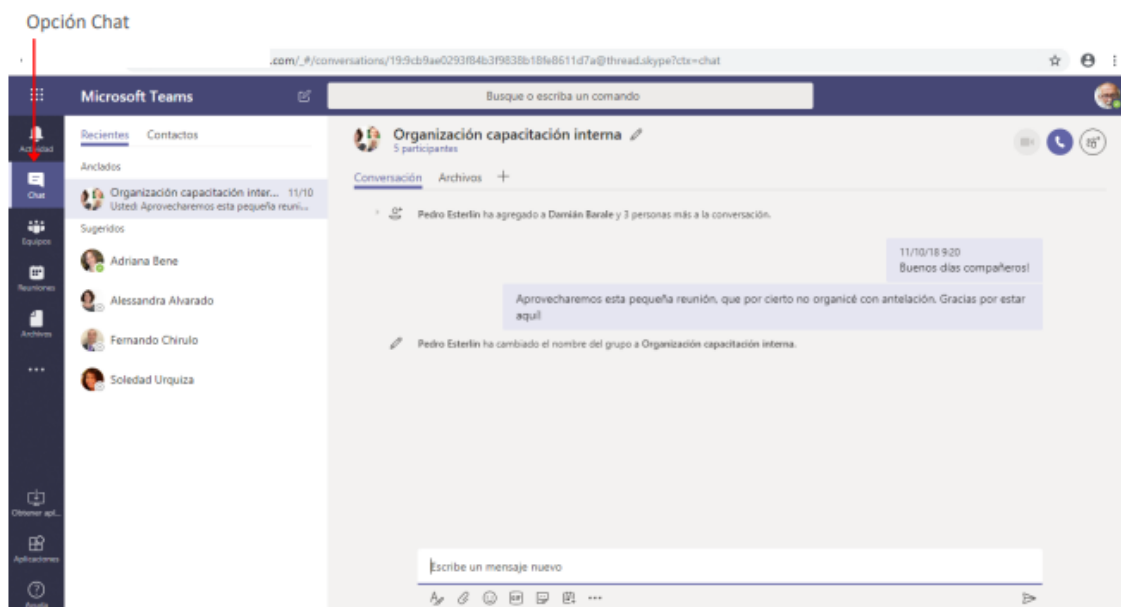 Opción Chat
.com/_#/conversations/19:9cb9ae0293f84b3f9838b18fe8611d7a@thread.skype?ctx=chat
Microsoft Teams
Busque o escriba un comando
Actividad
Chat
Equipos
Reuniones
Archivos
Obtener apl...
Aplicaciones
Ayuda
Recientes Contactos
Anclados
Organización capacitación inter... 11/10
Usted: Aprovecharemos esta pequeña reuni...
Sugeridos
Adriana Bene
Alessandra Alvarado
Fernando Chirulo
Soledad Urquiza
Organización capacitación interna
5 participantes
Conversación Archivos +
Pedro Esterlin ha agregado a Damián Barale y 3 personas más a la conversación.
11/10/18 9:20
Buenos días compañeros!
Aprovecharemos esta pequeña reunión, que por cierto no organicé con antelación. Gracias por estar
aquí!
Pedro Esterlin ha cambiado el nombre del grupo a Organización capacitación interna.
Escribe un mensaje nuevo
GIF